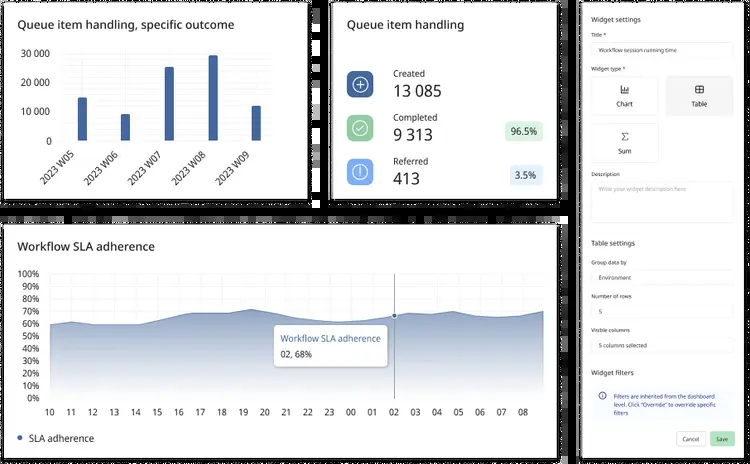 Queue item handling, specific outcome
30 000
20 000
10 000
0
2023 W05
2023 W06
2023 W07
2023 W08
2023 W09
Queue item handling
Created
13 085
Completed
9 313
96.5%
Referred
413
3.5%
Workflow SLA adherence
100%
90%
80%
70%
60%
50%
40%
30%
20%
10%
0%
Workflow SLA adherence
02, 68%
10 11 12 13 14 15 16 17 18 19 20 21 22 23 00 01 02 03 04 05 06 07 08
SLA adherence
Widget settings
Title *
Workflow session running time
Widget type *
Chart
Table
Sum
Description
Write your widget description here
Table settings
Group data by
Environment
Number of rows
5
Visible columns
5 columns selected
Widget filters
Filters are inherited from the dashboard
level. Click "Override" to override specific
filters
Cancel
Save